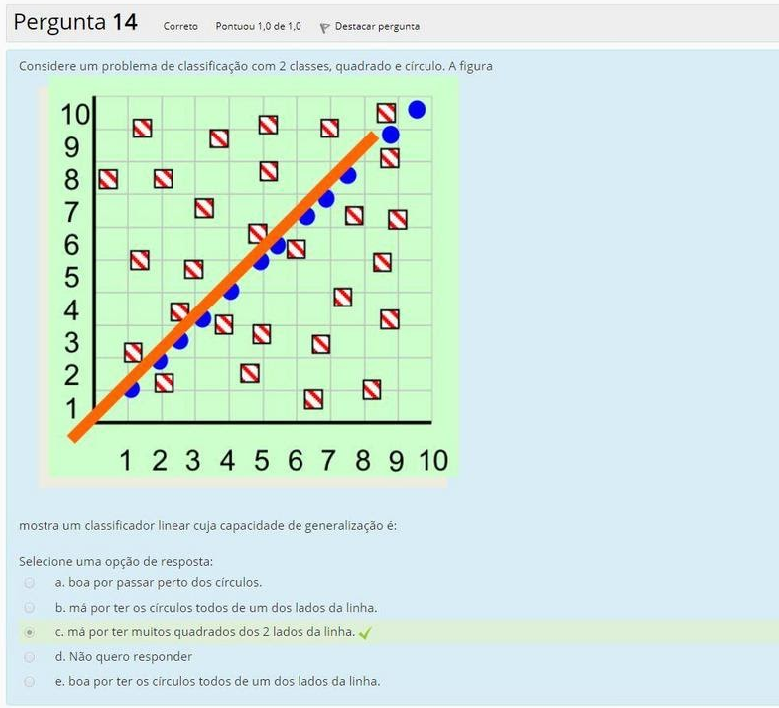 Pergunta 14 Correto Pontuou 1,0 de 1,0 Destacar pergunta
Considere um problema de classificação com 2 classes, quadrado e círculo. A figura
10
9
8
7
6
5
4
3
2
1
1 2 3 4 5 6 7 8 9 10
mostra um classificador linear cuja capacidade de generalização é:
Selecione uma opção de resposta:
a. boa por passar perto dos círculos.
b. má por ter os círculos todos de um dos lados da linha.
c. má por ter muitos quadrados dos 2 lados da linha.
d. Não quero responder
e. boa por ter os círculos todos de um dos lados da linha.